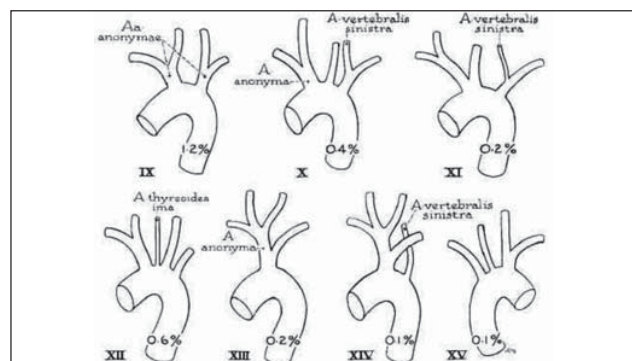 Aa
anonymae
A
anonyma
A·vertebralis
sinistra
A·vertebralis
sinistra
1·2%
0·4%
0·2%
IX
X
XI
A thyreoidea
ima
A
anonyma
A·vertebralis
sinistra
0·6%
0·2%
0·1%
0·1%
XII
XIII
XIV
XV